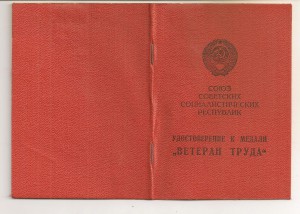 СОЮЗ
СОВЕТСКИХ
СОЦИАЛИСТИЧЕСКИХ
РЕСПУБЛИК
УДОСТОВЕРЕНИЕ К МЕДАЛИ
„ВЕТЕРАН ТРУДА“